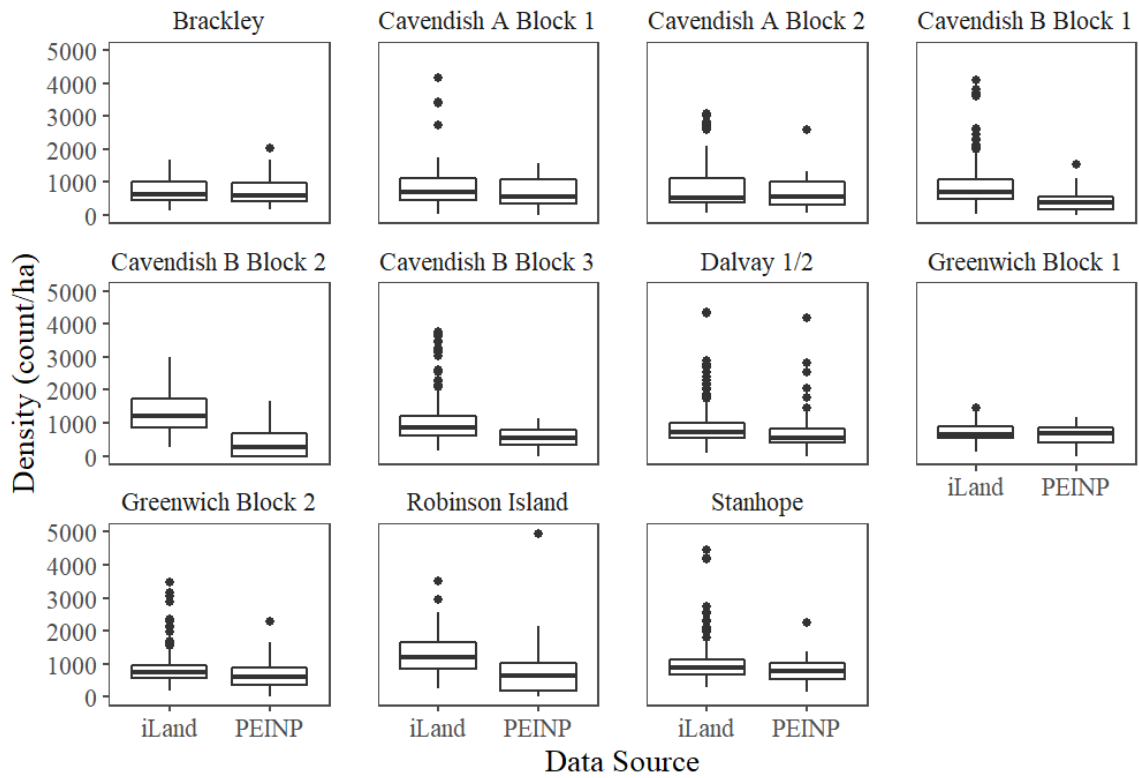 Brackley
Cavendish A Block 1
Cavendish A Block 2
Cavendish B Block 1
5000
4000
3000
2000
1000
0
Cavendish B Block 2
Cavendish B Block 3
Dalvay 1/2
Greenwich Block 1
5000
4000
3000
2000
1000
0
iLand
PEINP
Greenwich Block 2
Robinson Island
Stanhope
5000
4000
3000
2000
1000
0
iLand
PEINP
iLand
PEINP
iLand
PEINP
Density (count/ha)
Data Source